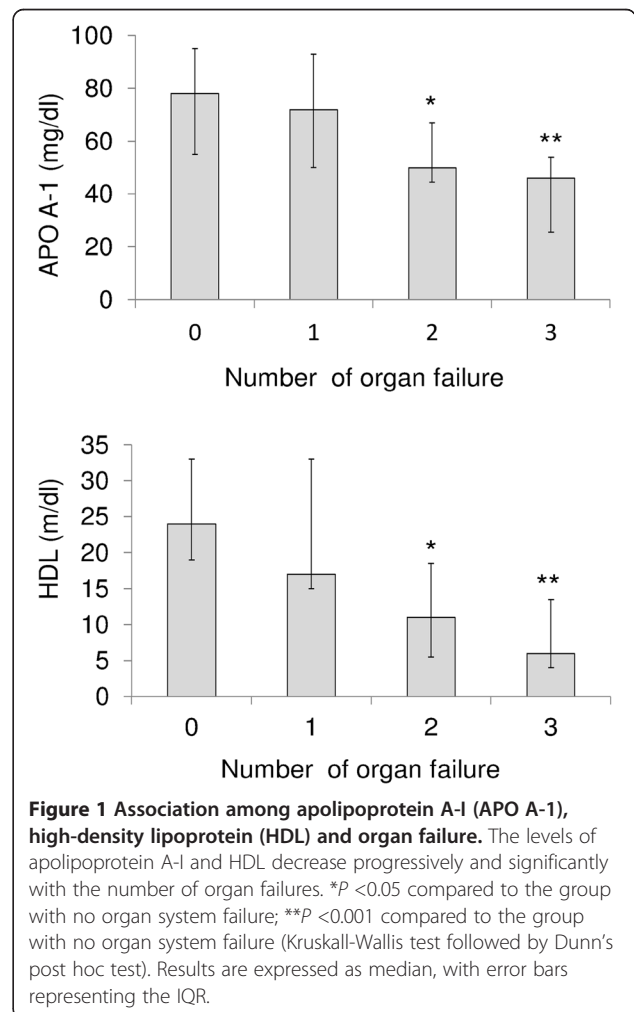 100
80
60
40
20
0
APO A-1 (mg/dl)
*
**
0 1 2 3
Number of organ failure
35
30
25
20
15
10
5
0
HDL (m/dl)
*
**
0 1 2 3
Number of organ failure
Figure 1 Association among apolipoprotein A-I (APO A-1),
high-density lipoprotein (HDL) and organ failure. The levels of
apolipoprotein A-I and HDL decrease progressively and significantly
with the number of organ failures. *P <0.05 compared to the group
with no organ system failure; **P <0.001 compared to the group
with no organ system failure (Kruskall-Wallis test followed by Dunn's
post hoc test). Results are expressed as median, with error bars
representing the IQR.